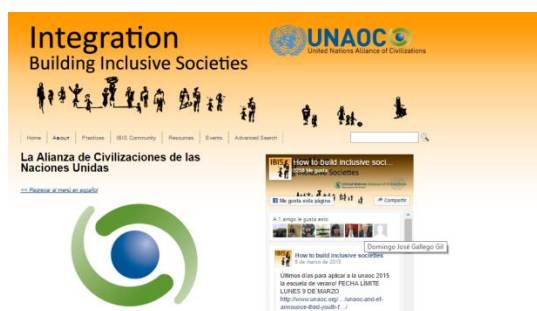 Integration
Building Inclusive Societies
UNAOC
United Nations Alliance of Civilizations
Home
About
Practices
IBIS Community
Resources
Events
Advanced Search
La Alianza de Civilizaciones de las
Naciones Unidas
<< Regresar al menú en español
IBIS
How to build inclusive soci...
Me gusta esta página
Compartir
A 1 amigo le gusta esto
Domingo José Gallego Gil
How to build inclusive societies
6 de marzo de 2015
Últimos días para aplicar a la unaoc 2015
la escuela de verano! FECHA LÍMITE
LUNES 9 DE MARZO
http://www.unaoc.org/.../unaoc-and-ef-
announce-third-youth-f.../